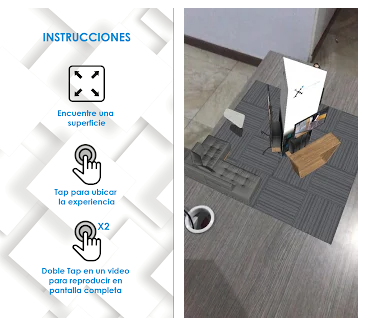 INSTRUCCIONES
Encuentre una
superficie
Tap para ubicar
la experiencia
X2
Doble Tap en un video
para reproducir en
pantalla completa